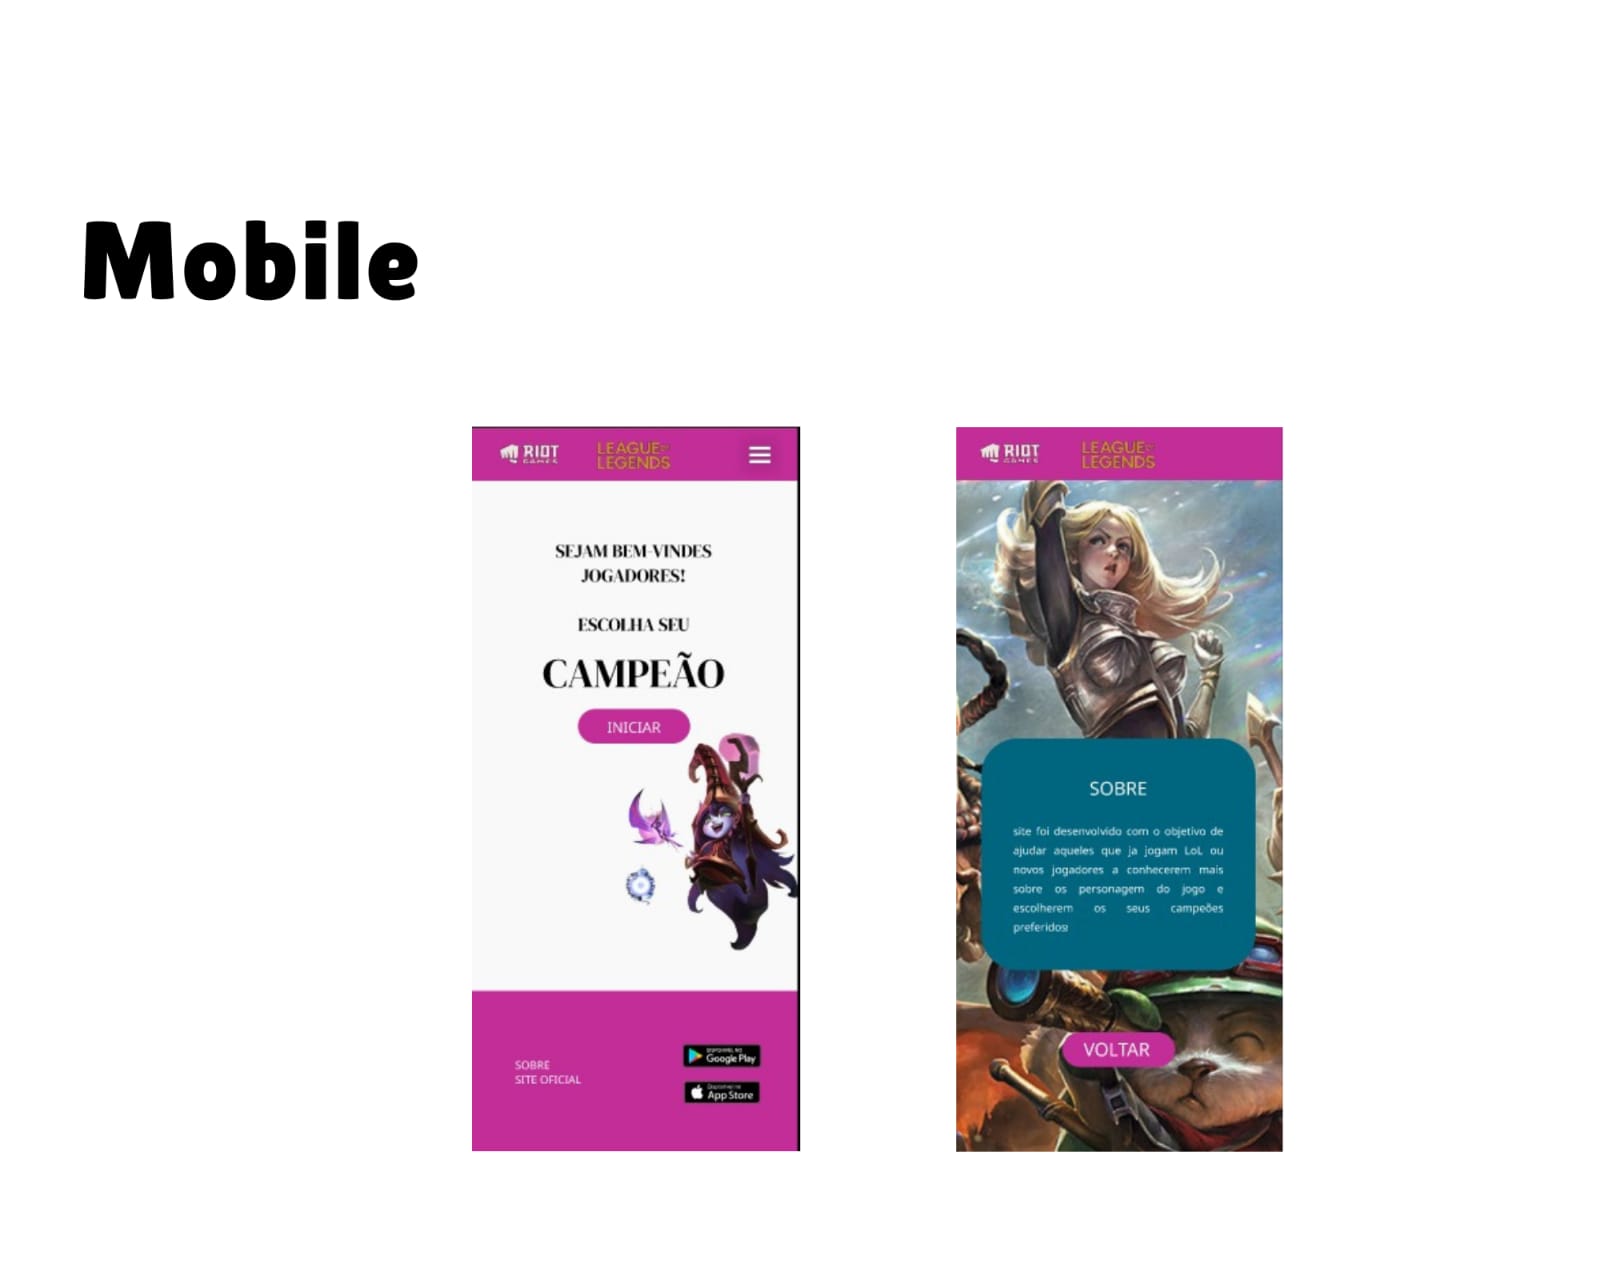 Mobile
RIOT
GAMES
LEAGUE OF
LEGENDS
SEJAM BEM-VINDES
JOGADORES!
ESCOLHA SEU
CAMPEÃO
INICIAR
SOBRE
SITE OFICIAL
DISPONÍVEL NO
Google Play
Disponível na
App Store
RIOT
GAMES
LEAGUE OF
LEGENDS
SOBRE
site foi desenvolvido com o objetivo de
ajudar aqueles que ja jogam LoL ou
novos jogadores a conhecerem mais
sobre os personagem do jogo e
escolherem os seus campeões
preferidos!
VOLTAR